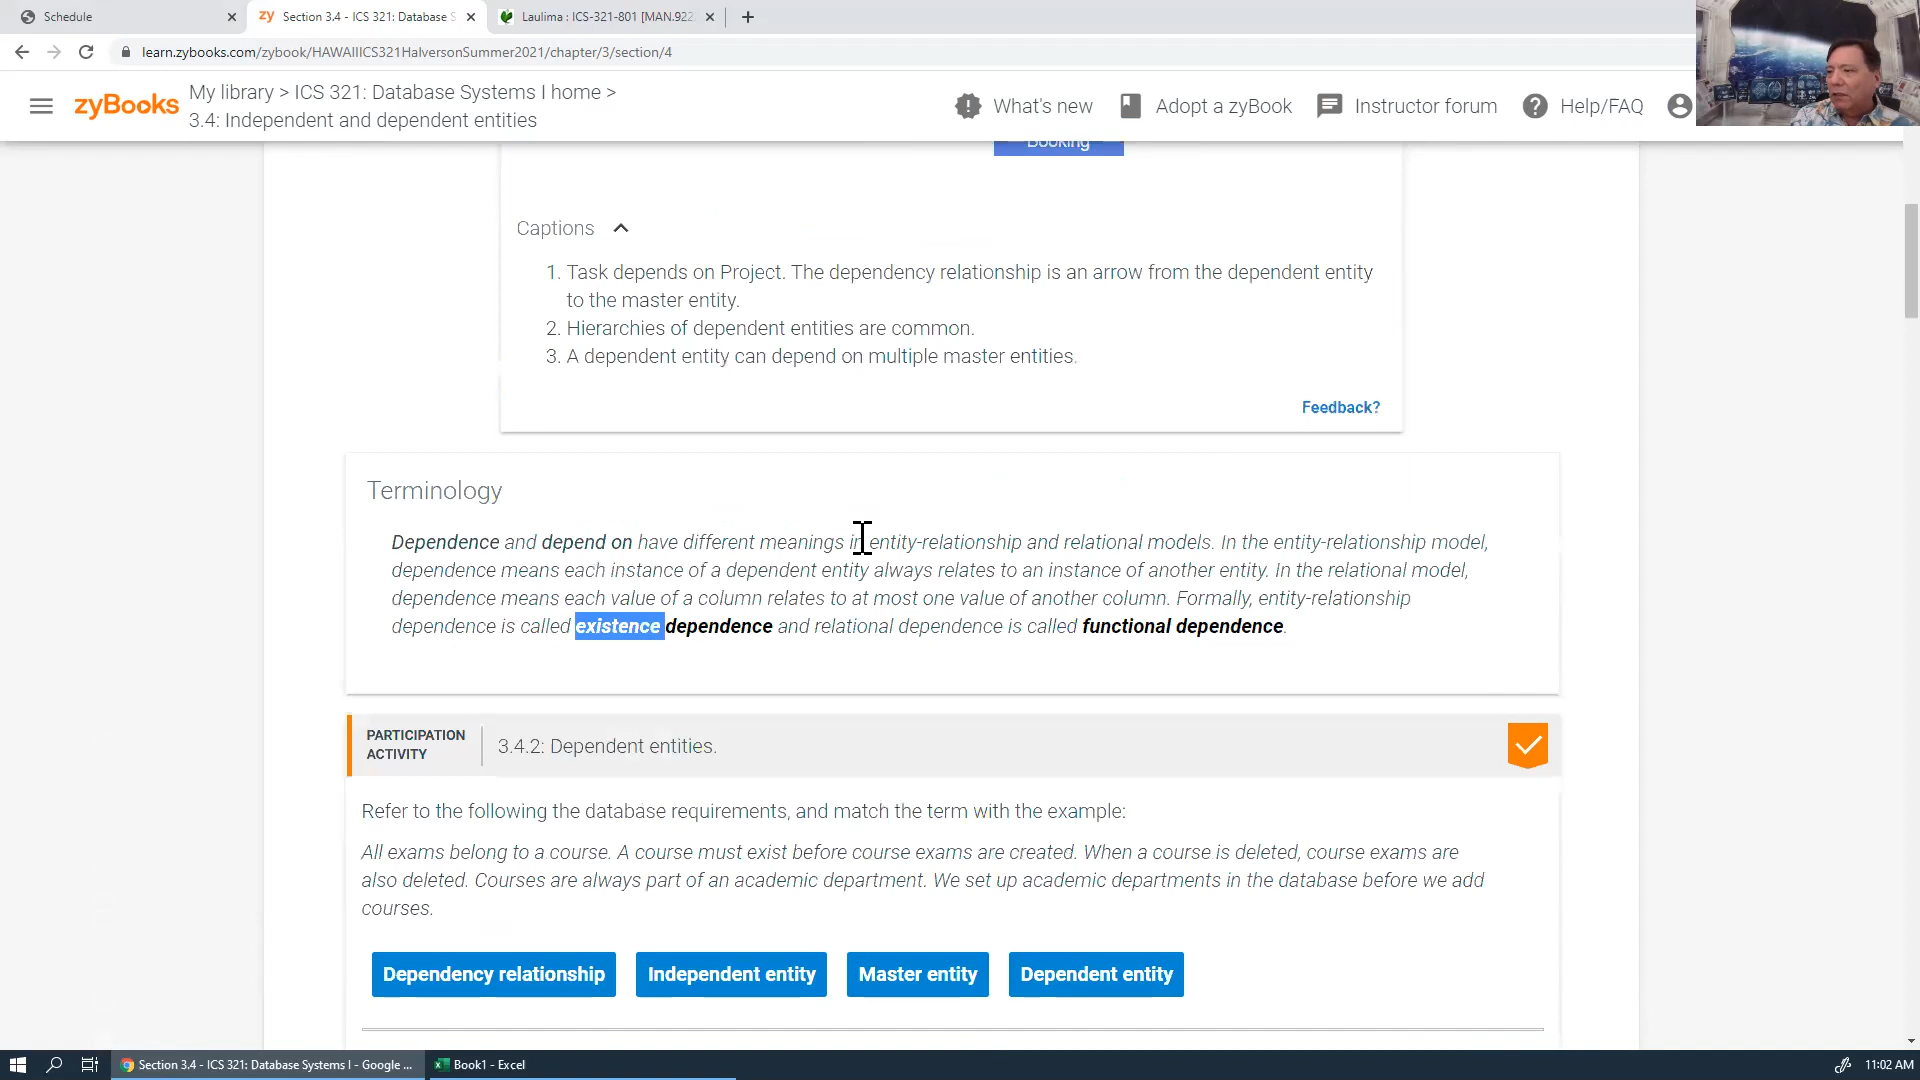 Schedule
zy Section 3.4 - ICS 321: Database S
Laulima : ICS-321-801 [MAN.922
learn.zybooks.com/zybook/HAWAIIICS321HalversonSummer2021/chapter/3/section/4
zyBooks
My library > ICS 321: Database Systems I home >
3.4: Independent and dependent entities
What's new
Adopt a zyBook
Instructor forum
Help/FAQ
Booking
Captions
1. Task depends on Project. The dependency relationship is an arrow from the dependent entity
to the master entity.
2. Hierarchies of dependent entities are common.
3. A dependent entity can depend on multiple master entities.
Feedback?
Terminology
Dependence and depend on have different meanings in entity-relationship and relational models. In the entity-relationship model,
dependence means each instance of a dependent entity always relates to an instance of another entity. In the relational model,
dependence means each value of a column relates to at most one value of another column. Formally, entity-relationship
dependence is called existence dependence and relational dependence is called functional dependence.
PARTICIPATION
ACTIVITY
3.4.2: Dependent entities.
Refer to the following the database requirements, and match the term with the example:
All exams belong to a course. A course must exist before course exams are created. When a course is deleted, course exams are
also deleted. Courses are always part of an academic department. We set up academic departments in the database before we add
courses.
Dependency relationship
Independent entity
Master entity
Dependent entity
Section 3.4 - ICS 321: Database Systems I - Google ...
Book1 - Excel
11:02 AM